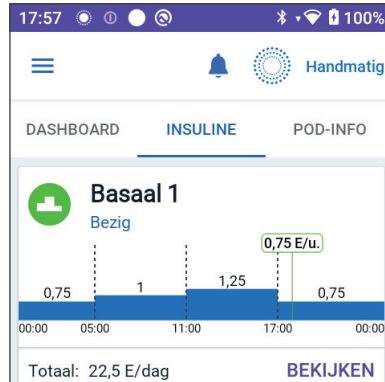 17:57 100%
Handmatig
DASHBOARD INSULINE POD-INFO
Basaal 1
Bezig
0,75 E/u.
0,75 1 1,25 0,75
00:00 05:00 11:00 17:00 00:00
Totaal: 22,5 E/dag BEKIJKEN